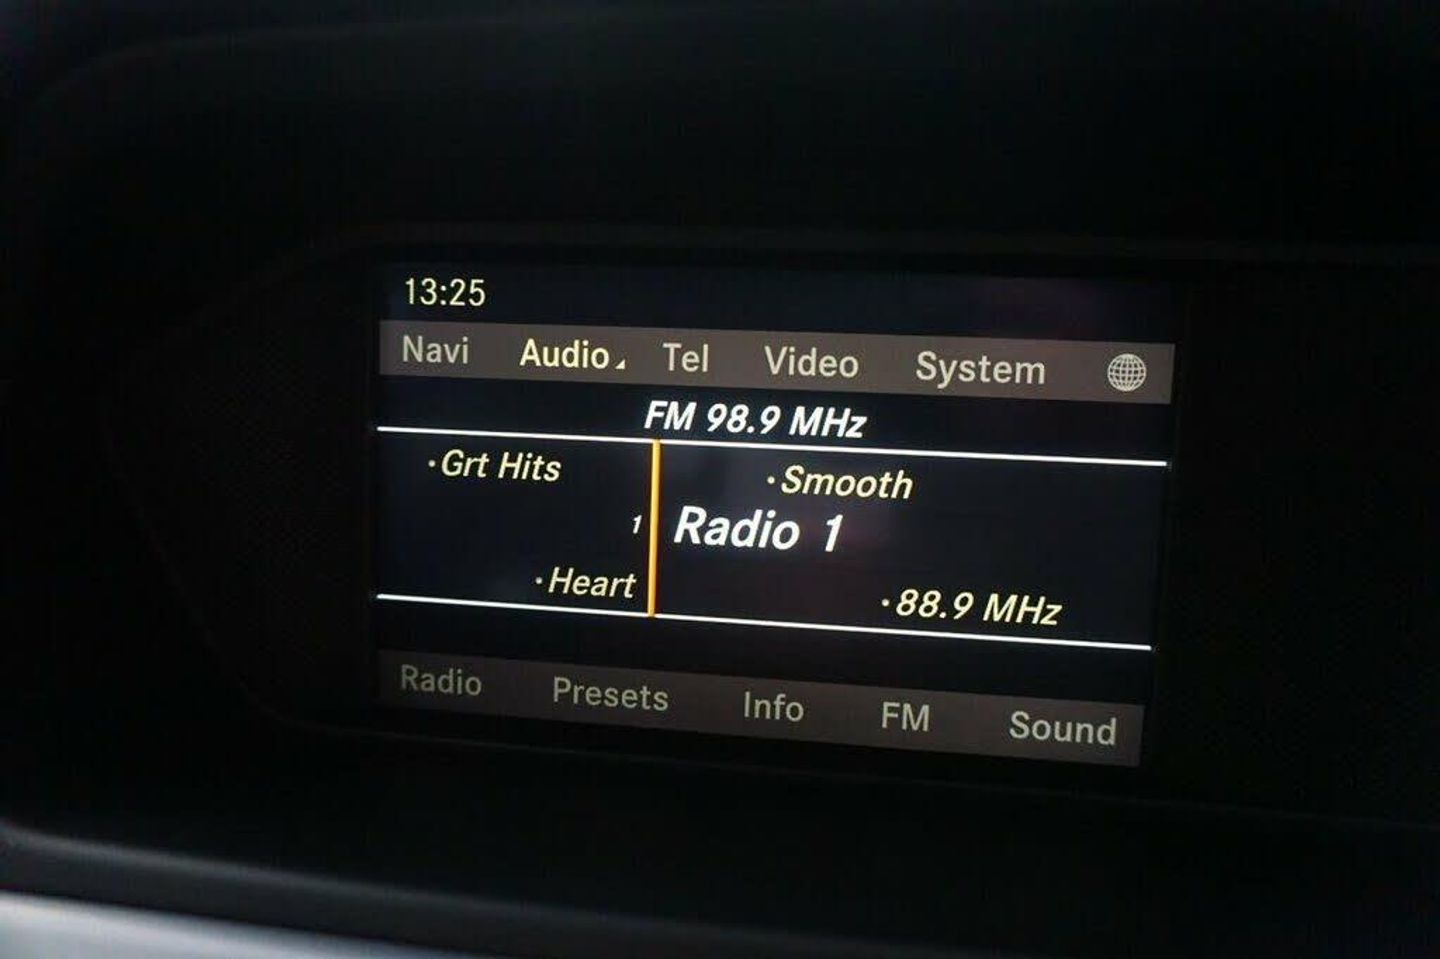 13:25
Navi Audio Tel Video System
FM 98.9 MHz
·Grt Hits ·Smooth
1 Radio 1
·Heart ·88.9 MHz
Radio Presets Info FM Sound